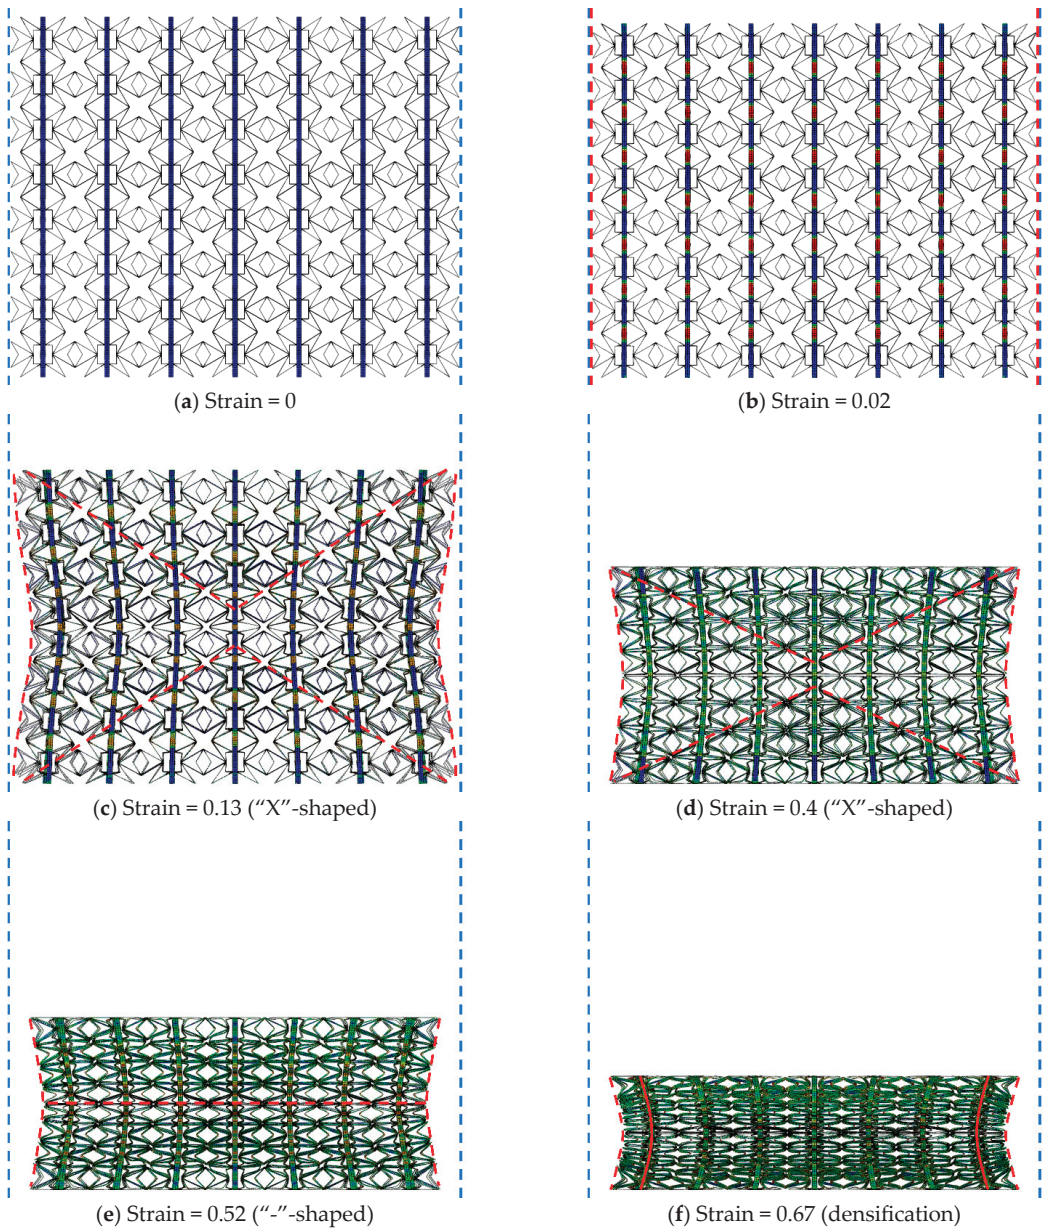 (a) Strain = 0
(b) Strain = 0.02
(c) Strain = 0.13 (“X”-shaped)
(d) Strain = 0.4 (“X”-shaped)
(e) Strain = 0.52 (“-”-shaped)
(f) Strain = 0.67 (densification)